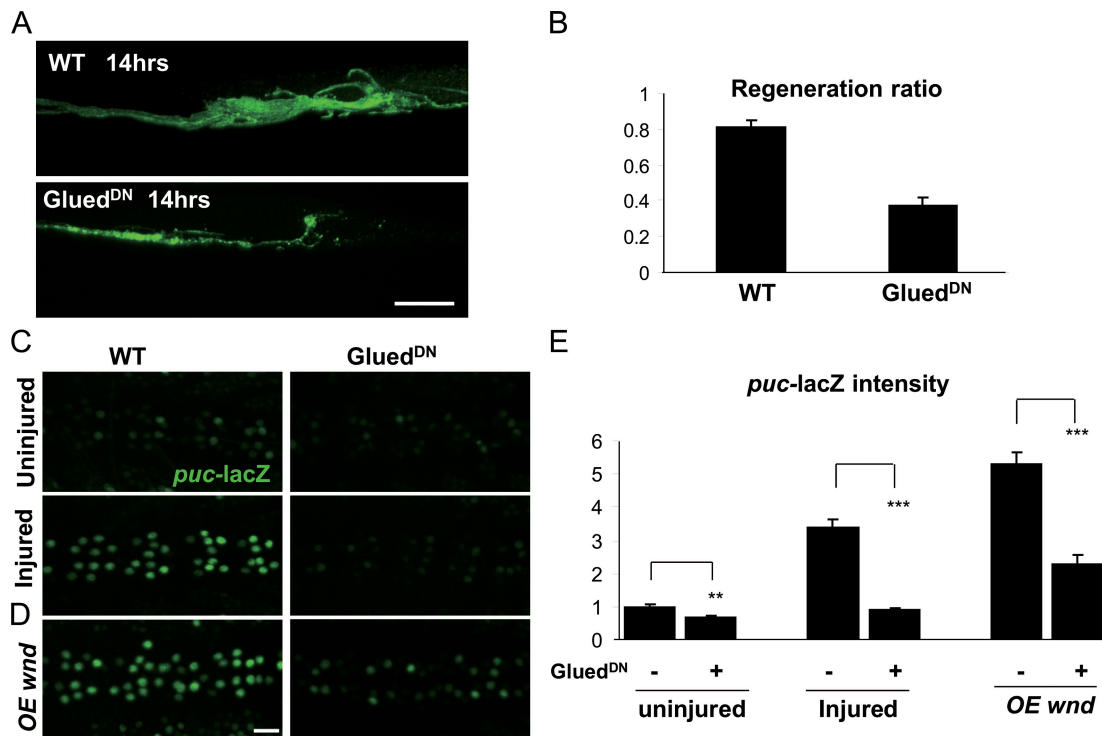 A
WT 14hrs
Glued^DN 14hrs
B
Regeneration ratio
1
0.8
0.6
0.4
0.2
0
WT
Glued^DN
C
WT
Glued^DN
Uninjured
puc-lacZ
Injured
D
OE wnd
E
puc-lacZ intensity
6
5
4
3
2
1
0
**
***
***
Glued^DN - + - + - +
uninjured
Injured
OE wnd